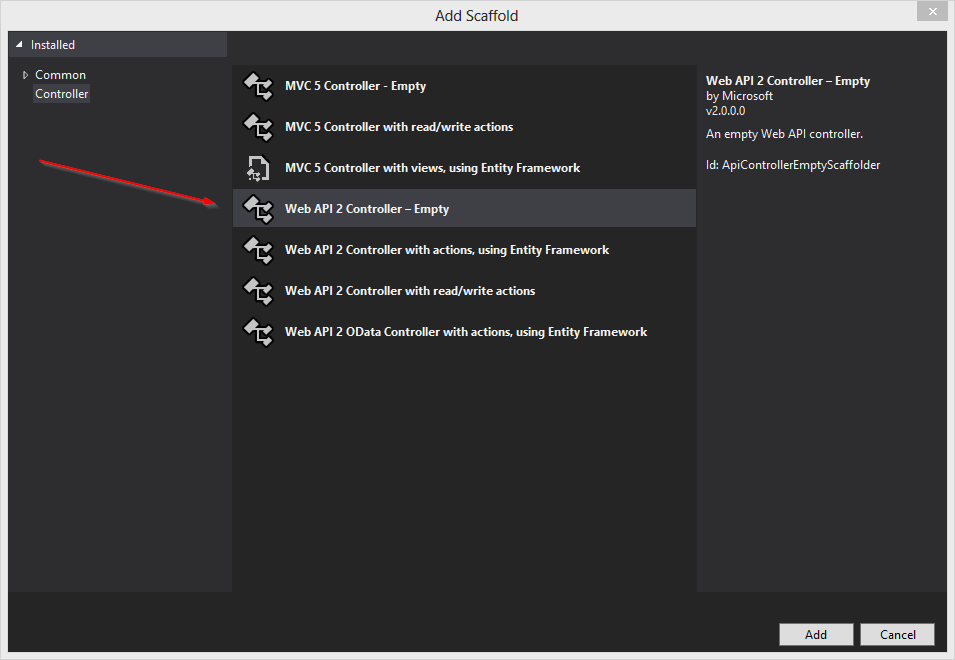 Add Scaffold
Installed
Common
Controller
MVC 5 Controller - Empty
MVC 5 Controller with read/write actions
MVC 5 Controller with views, using Entity Framework
Web API 2 Controller – Empty
Web API 2 Controller with actions, using Entity Framework
Web API 2 Controller with read/write actions
Web API 2 OData Controller with actions, using Entity Framework
Web API 2 Controller – Empty
by Microsoft
v2.0.0.0
An empty Web API controller.
Id: ApiControllerEmptyScaffolder
Add
Cancel